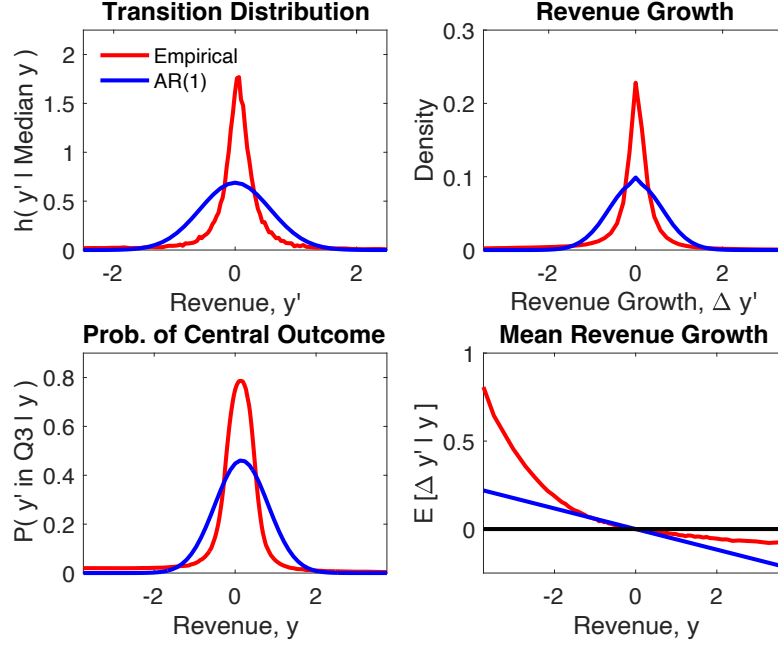 Transition Distribution
h( y' | Median y )
2
1.5
1
0.5
0
Empirical
AR(1)
-2
0
2
Revenue, y'
Revenue Growth
Density
0.3
0.2
0.1
0
-2
0
2
Revenue Growth, Δ y'
Prob. of Central Outcome
P( y' in Q3 | y )
0.8
0.6
0.4
0.2
0
-2
0
2
Revenue, y
Mean Revenue Growth
E [Δ y' | y ]
1
0.5
0
-2
0
2
Revenue, y